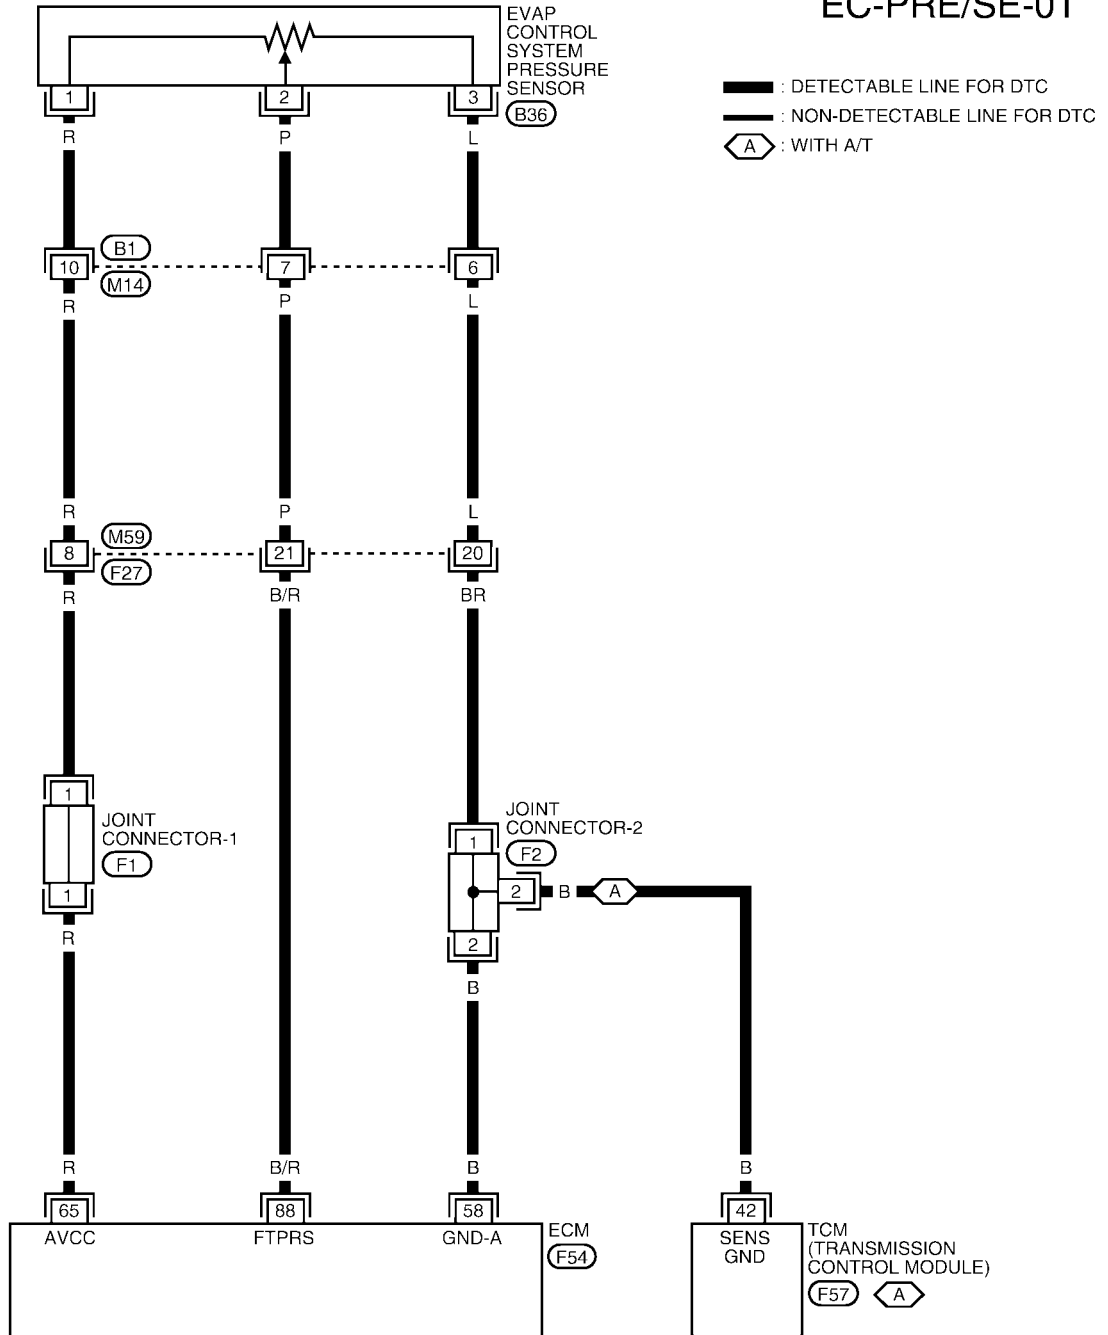 EC-PRE/SE-01
EVAP
CONTROL
SYSTEM
PRESSURE
SENSOR
B36
: DETECTABLE LINE FOR DTC
: NON-DETECTABLE LINE FOR DTC
A : WITH A/T
1 2 3
R P L
B1
10 7 6
M14
R P L
R P L
M59
8 21 20
F27
R B/R BR
1
JOINT
CONNECTOR-1
F1
1
R
JOINT
CONNECTOR-2
1
F2
2 B A
2
B
R B/R B B
65 88 58 42
AVCC FTPRS GND-A
ECM
F54
SENS
GND
TCM
(TRANSMISSION
CONTROL MODULE)
F57 A